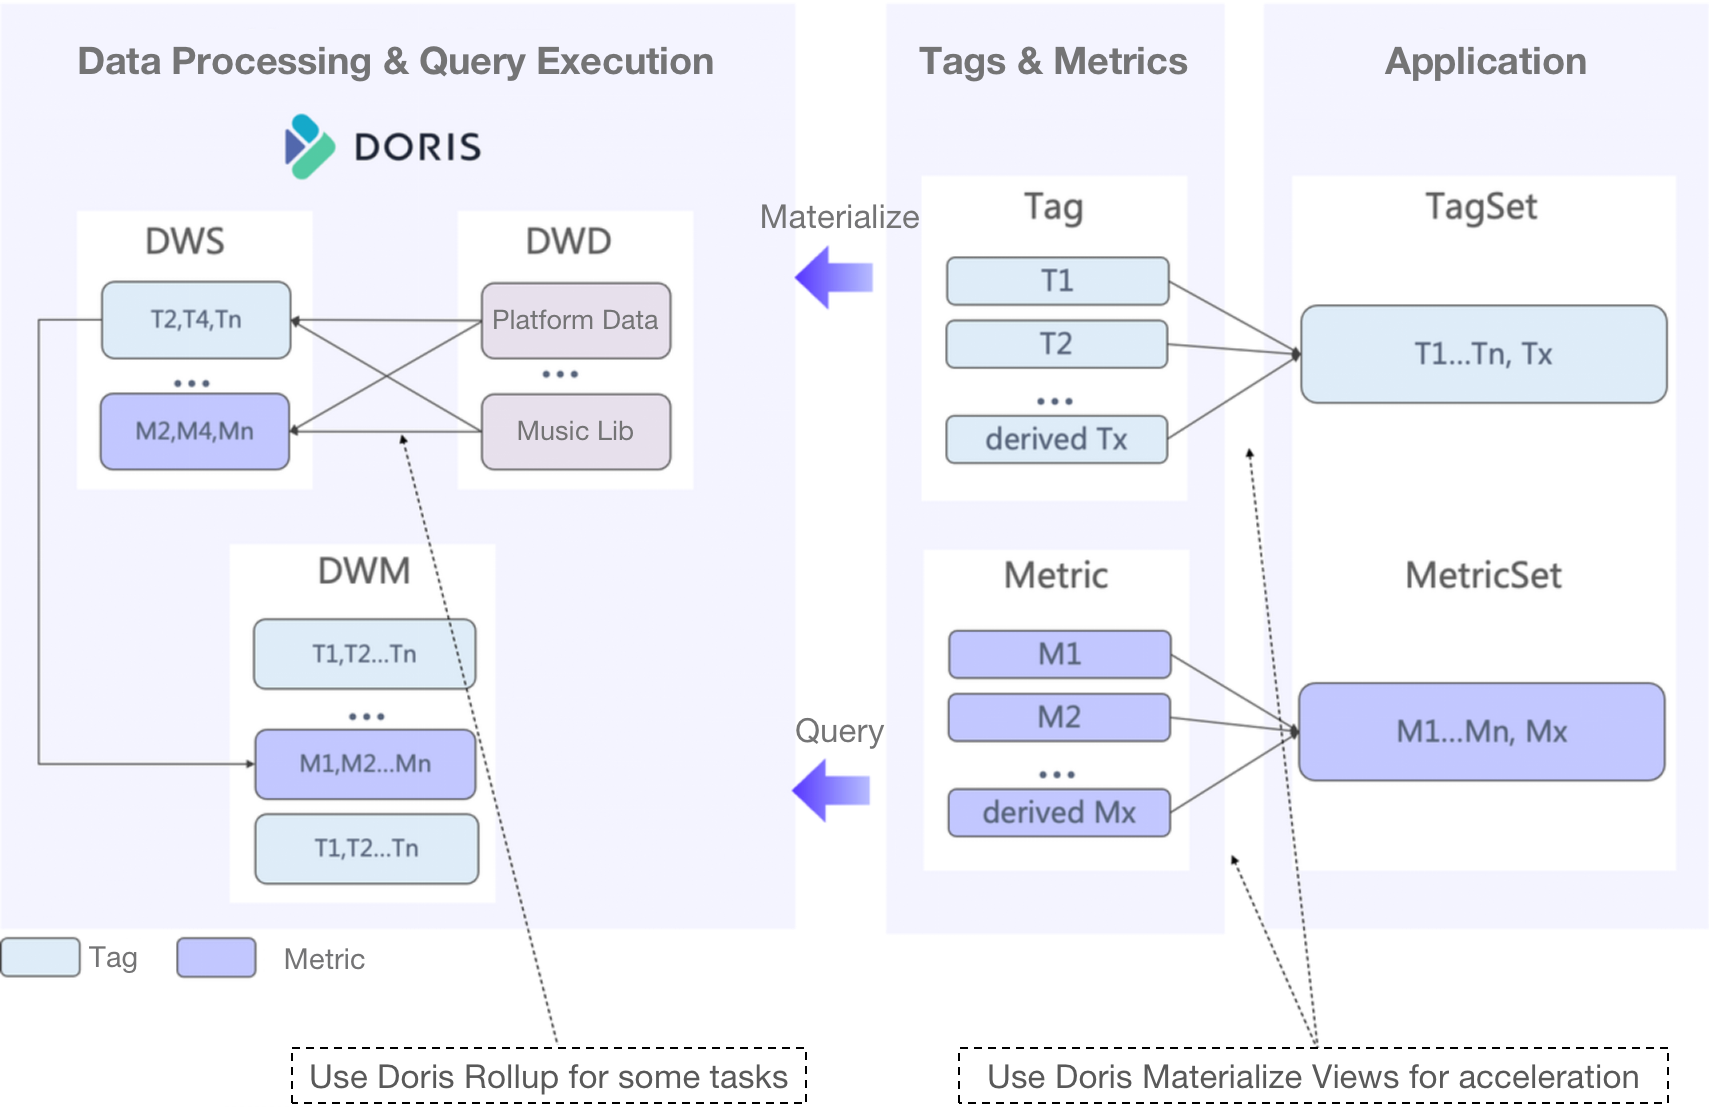 Data Processing & Query Execution
DORIS
DWS
T2,T4,Tn
...
M2,M4,Mn
DWD
Platform Data
...
Music Lib
DWM
T1,T2...Tn
...
M1,M2...Mn
T1,T2...Tn
Materialize
Query
Tags & Metrics
Tag
T1
T2
...
derived Tx
Metric
M1
M2
...
derived Mx
Application
TagSet
T1...Tn, Tx
MetricSet
M1...Mn, Mx
Tag
Metric
Use Doris Rollup for some tasks
Use Doris Materialize Views for acceleration